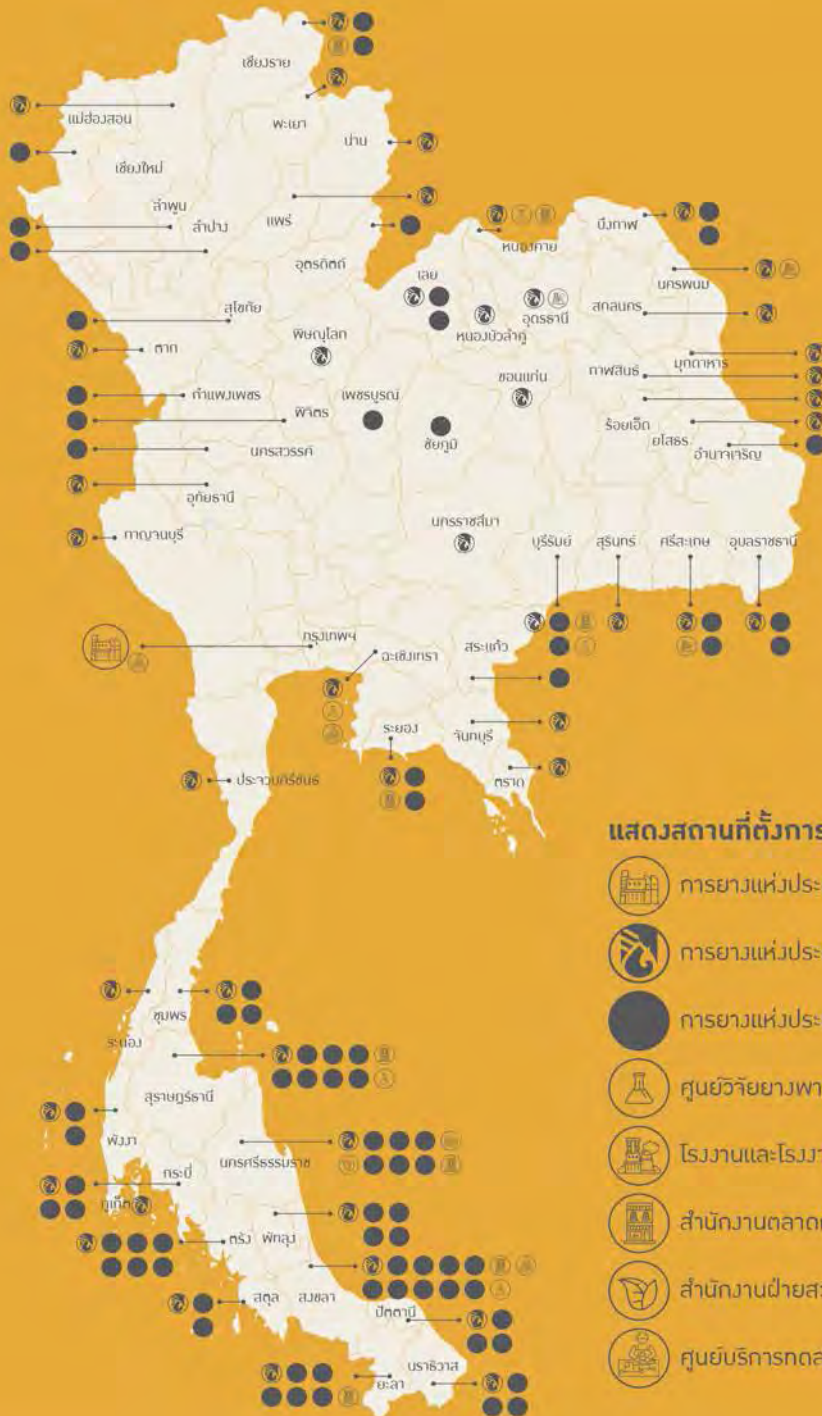 เชียงราย
แม่ฮ่องสอน
พะเยา
น่าน
เชียงใหม่
ลำพูน
ลำปาง
แพร่
อุตรดิตถ์
หนองคาย
บึงกาฬ
เลย
นครพนม
สุโขทัย
หนองบัวลำภู
อุดรธานี
สกลนคร
ตาก
พิษณุโลก
มุกดาหาร
กำแพงเพชร
เพชรบูรณ์
ขอนแก่น
กาฬสินธ์
พิจิตร
ร้อยเอ็ด
ยโสธร
อำนาจเจริญ
นครสวรรค์
ชัยภูมิ
อุทัยธานี
นครราชสีมา
กาญจนบุรี
บุรีรัมย์
สุรินทร์
ศรีสะเกษ
อุบลราชธานี
กรุงเทพฯ
ฉะเชิงเทรา
สระแก้ว
ระยอง
จันทบุรี
ตราด
ประจวบคีรีขันธ์
แสดงสถานที่ตั้งการ
การยางแห่งประ
การยางแห่งประ
การยางแห่งประ
ชุมพร
ระนอง
ศูนย์วิจัยยางพา
สุราษฎร์ธานี
พังงา
นครศรีธรรมราช
โรงงานและโรงงา
กระบี่
ภูเก็ต
สำนักงานตลาด
ตรัง
พัทลุง
สตูล
สงขลา
สำนักงานฝ่าย
ปัตตานี
นราธิวาส
ยะลา
ศูนย์บริการทด